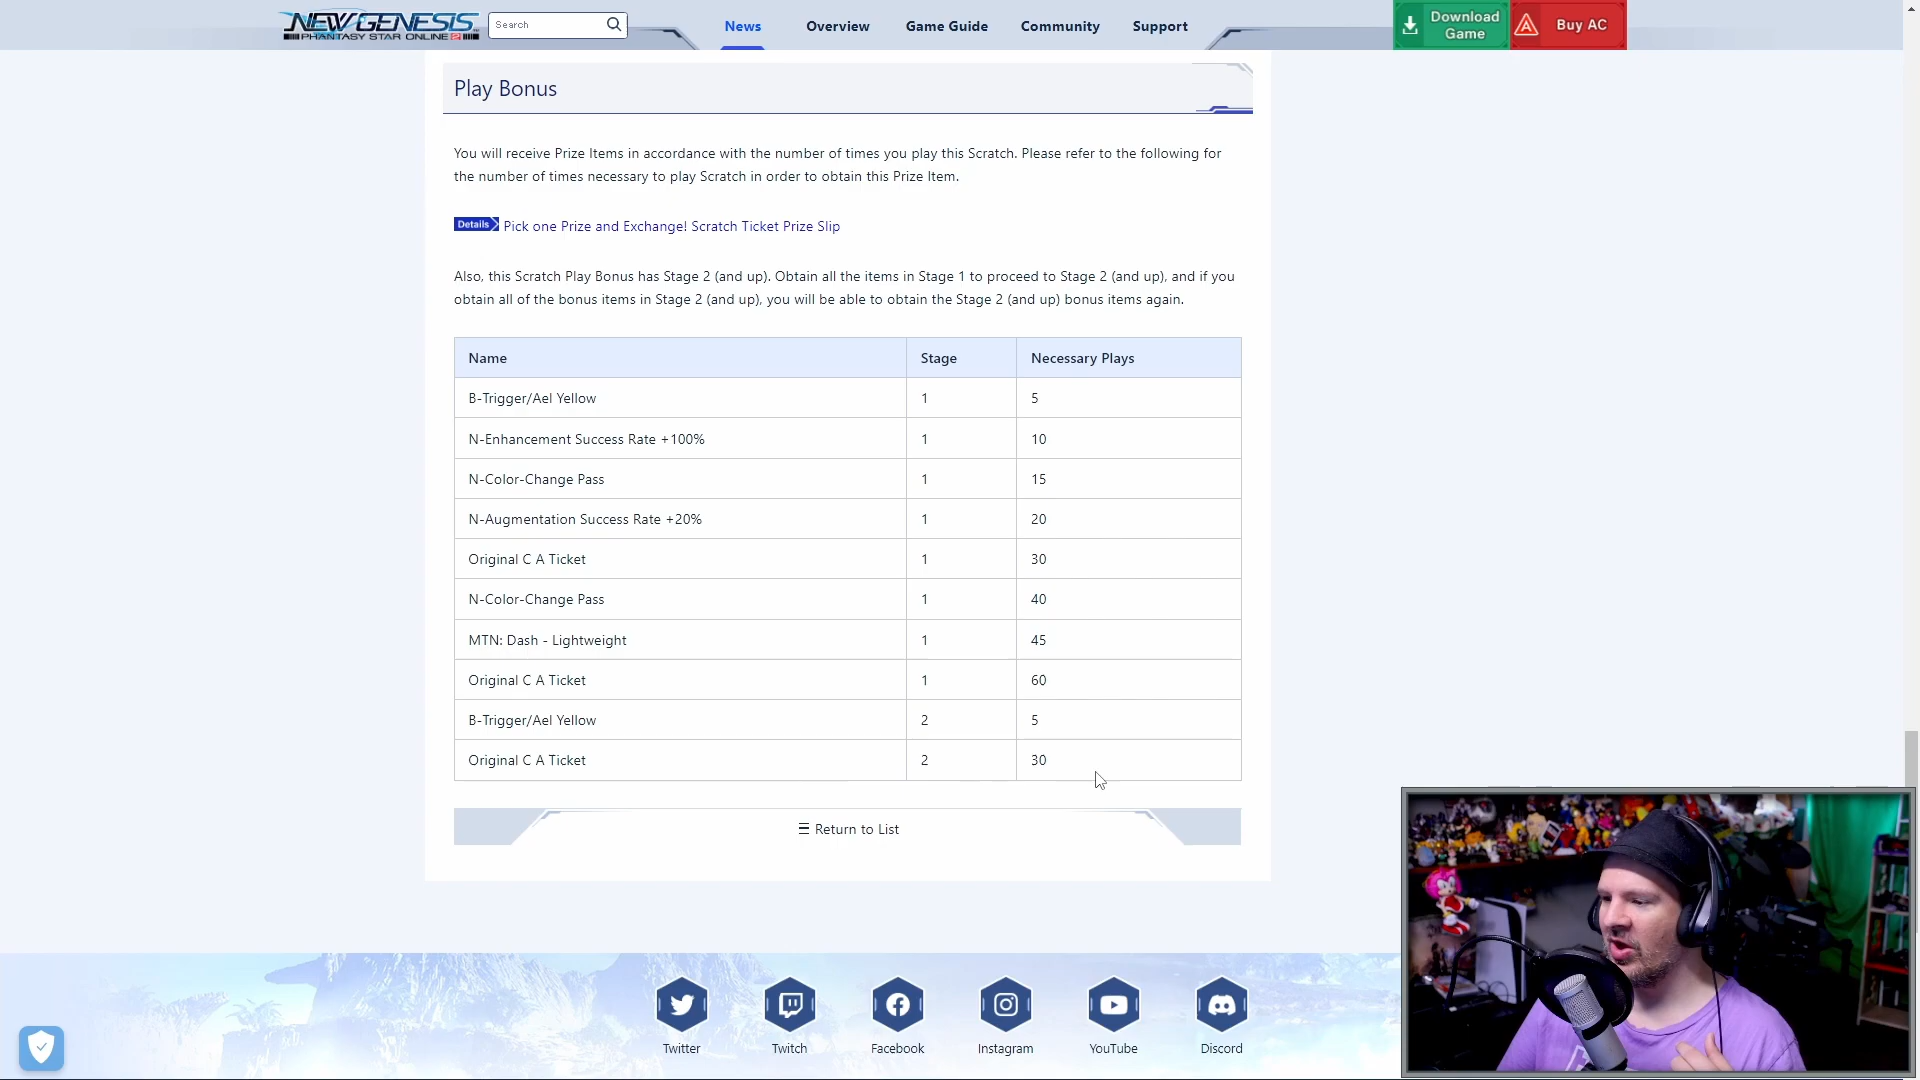 NEW GENESIS
PHANTASY STAR ONLINE 2
Search
News
Overview
Game Guide
Community
Support
Download
Game
Buy AC
Play Bonus
You will receive Prize Items in accordance with the number of times you play this Scratch. Please refer to the following for
the number of times necessary to play Scratch in order to obtain this Prize Item.
Details Pick one Prize and Exchange! Scratch Ticket Prize Slip
Also, this Scratch Play Bonus has Stage 2 (and up). Obtain all the items in Stage 1 to proceed to Stage 2 (and up), and if you
obtain all of the bonus items in Stage 2 (and up), you will be able to obtain the Stage 2 (and up) bonus items again.
Name Stage Necessary Plays
B-Trigger/Ael Yellow 1 5
N-Enhancement Success Rate +100% 1 10
N-Color-Change Pass 1 15
N-Augmentation Success Rate +20% 1 20
Original C A Ticket 1 30
N-Color-Change Pass 1 40
MTN: Dash - Lightweight 1 45
Original C A Ticket 1 60
B-Trigger/Ael Yellow 2 5
Original C A Ticket 2 30
Return to List
Twitter
Twitch
Facebook
Instagram
YouTube
Discord